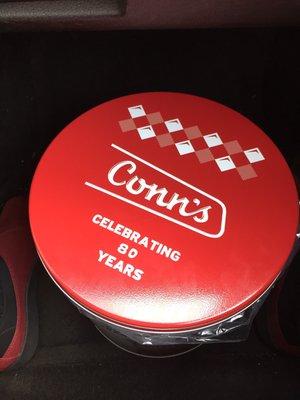 Conn's
CELEBRATING
80
YEARS